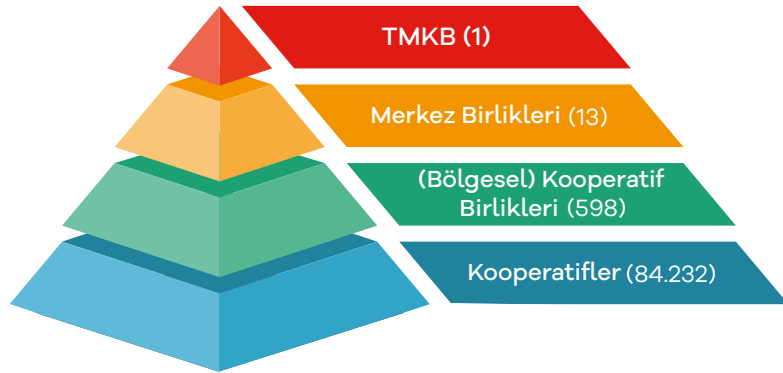 TMKB (1)
Merkez Birlikleri (13)
(Bölgesel) Kooperatif
Birlikleri (598)
Kooperatifler (84.232)